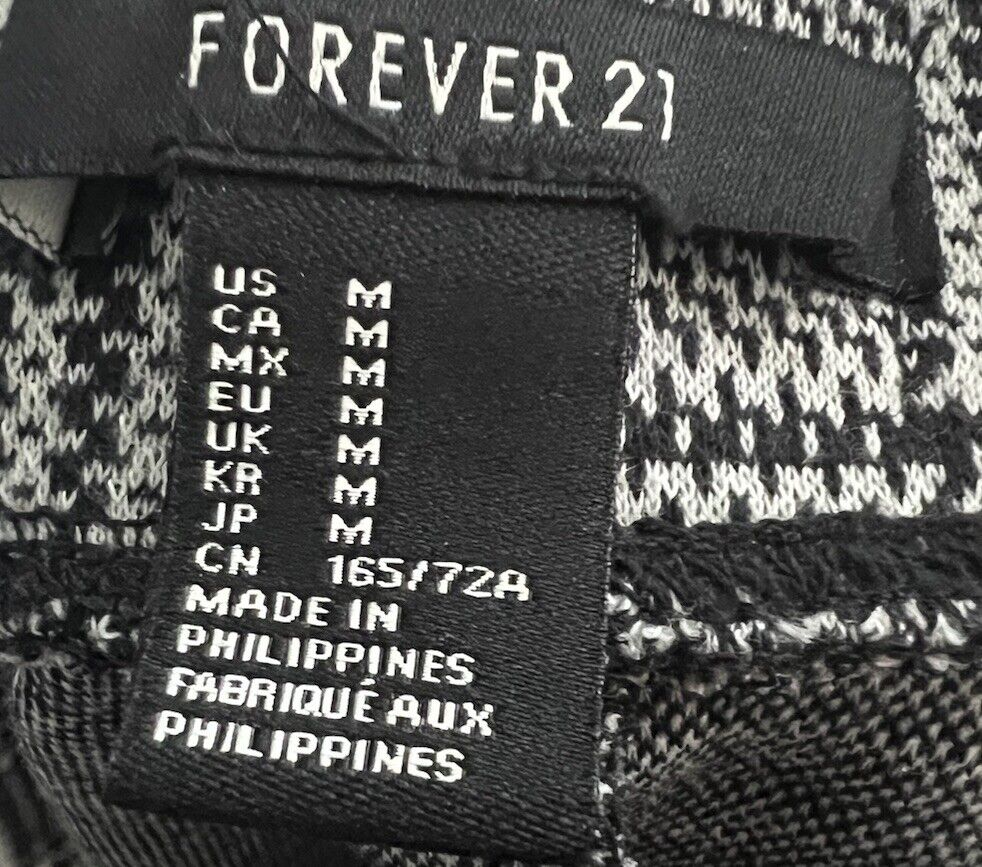 FOREVER 21
US M
CA M
MX M
EU M
UK M
KR M
JP M
CN 165/72A
MADE IN
PHILIPPINES
FABRIQUÉ AUX
PHILIPPINES